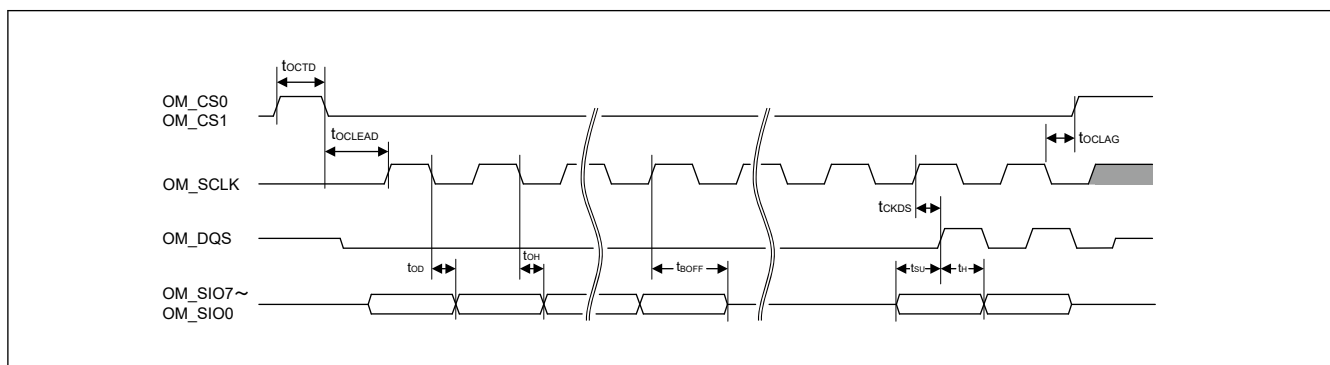 tOCTD
OM_CS0
OM_CS1
tOCLEAD
tOCLAG
OM_SCLK
tCKDS
OM_DQS
tOD
tOH
tBOFF
tSU
tH
OM_SIO7～
OM_SIO0